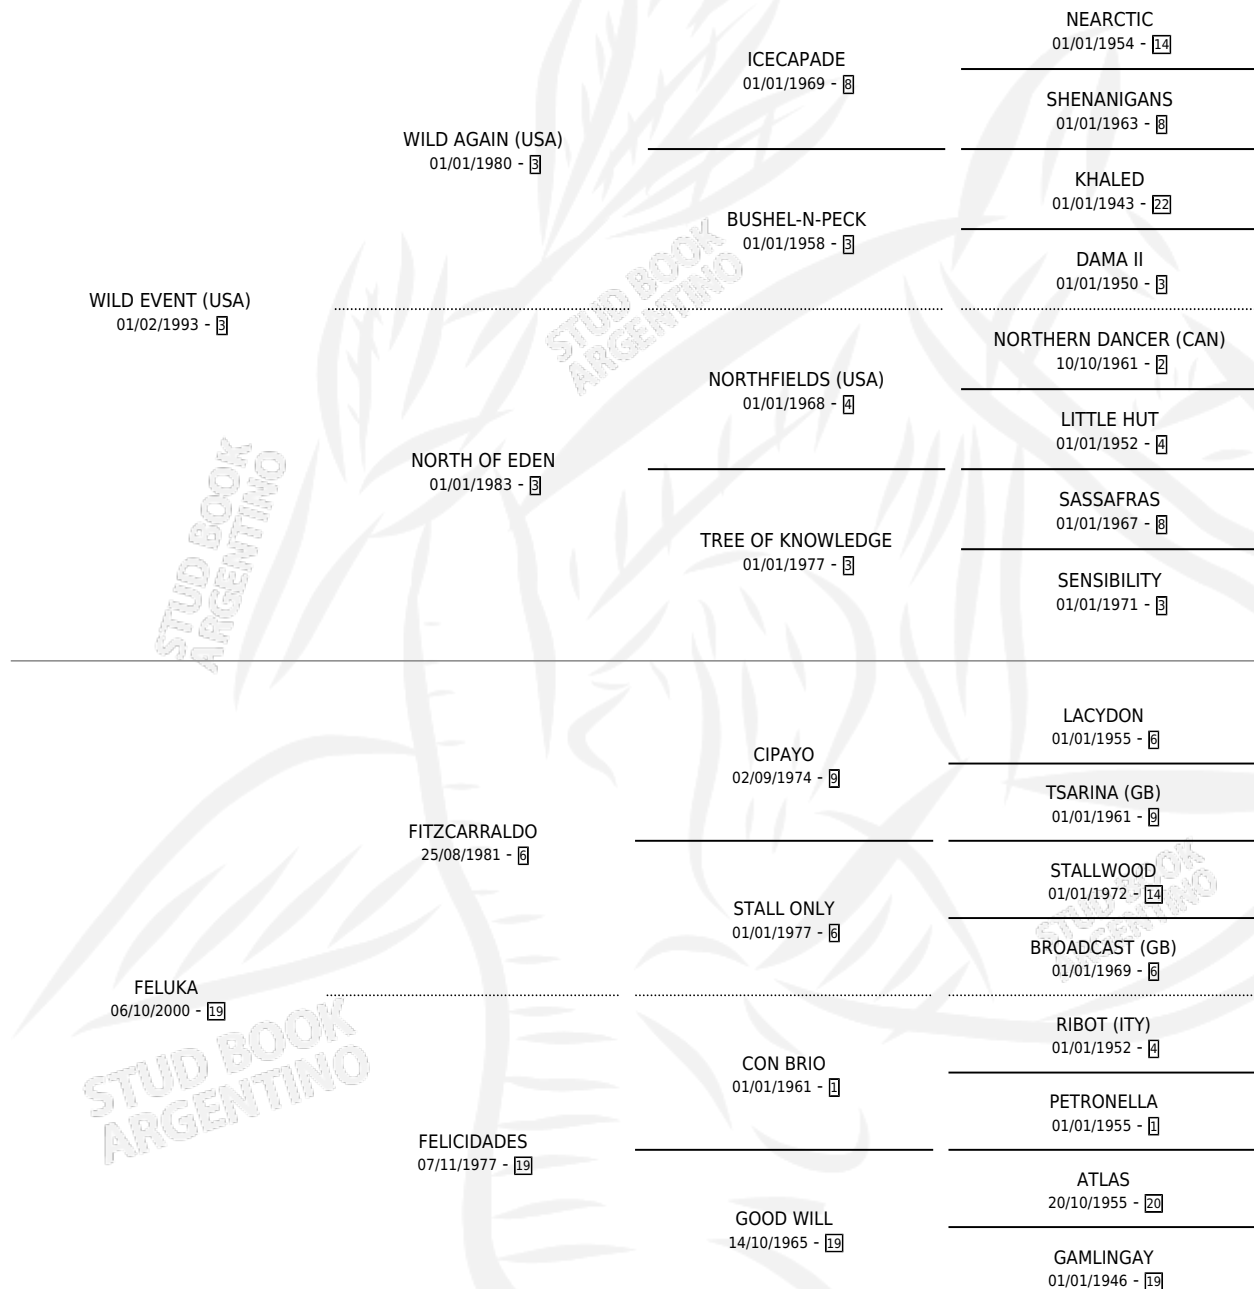 NEARCTIC
01/01/1954 - 14
ICECAPADE
01/01/1969 - 8
SHENANIGANS
01/01/1963 - 8
WILD AGAIN (USA)
01/01/1980 - 3
KHALED
01/01/1943 - 22
BUSHEL-N-PECK
01/01/1958 - 3
DAMA II
01/01/1950 - 3
WILD EVENT (USA)
01/02/1993 - 3
NORTHERN DANCER (CAN)
10/10/1961 - 2
NORTHFIELDS (USA)
01/01/1968 - 4
LITTLE HUT
01/01/1952 - 4
NORTH OF EDEN
01/01/1983 - 3
SASSAFRAS
01/01/1967 - 8
TREE OF KNOWLEDGE
01/01/1977 - 3
SENSIBILITY
01/01/1971 - 3
LACYDON
01/01/1955 - 6
CIPAYO
02/09/1974 - 9
TSARINA (GB)
01/01/1961 - 9
FITZCARRALDO
25/08/1981 - 6
STALLWOOD
01/01/1972 - 14
STALL ONLY
01/01/1977 - 6
BROADCAST (GB)
01/01/1969 - 6
FELUKA
06/10/2000 - 19
RIBOT (ITY)
01/01/1952 - 4
CON BRIO
01/01/1961 - 1
PETRONELLA
01/01/1955 - 1
FELICIDADES
07/11/1977 - 19
ATLAS
20/10/1955 - 20
GOOD WILL
14/10/1965 - 19
GAMLINGAY
01/01/1946 - 19
STUD BOOK
ARGENTINO
STUD BOOK
ARGENTINO
STUD BOOK
ARGENTINO
STUD BOOK
ARGENTINO